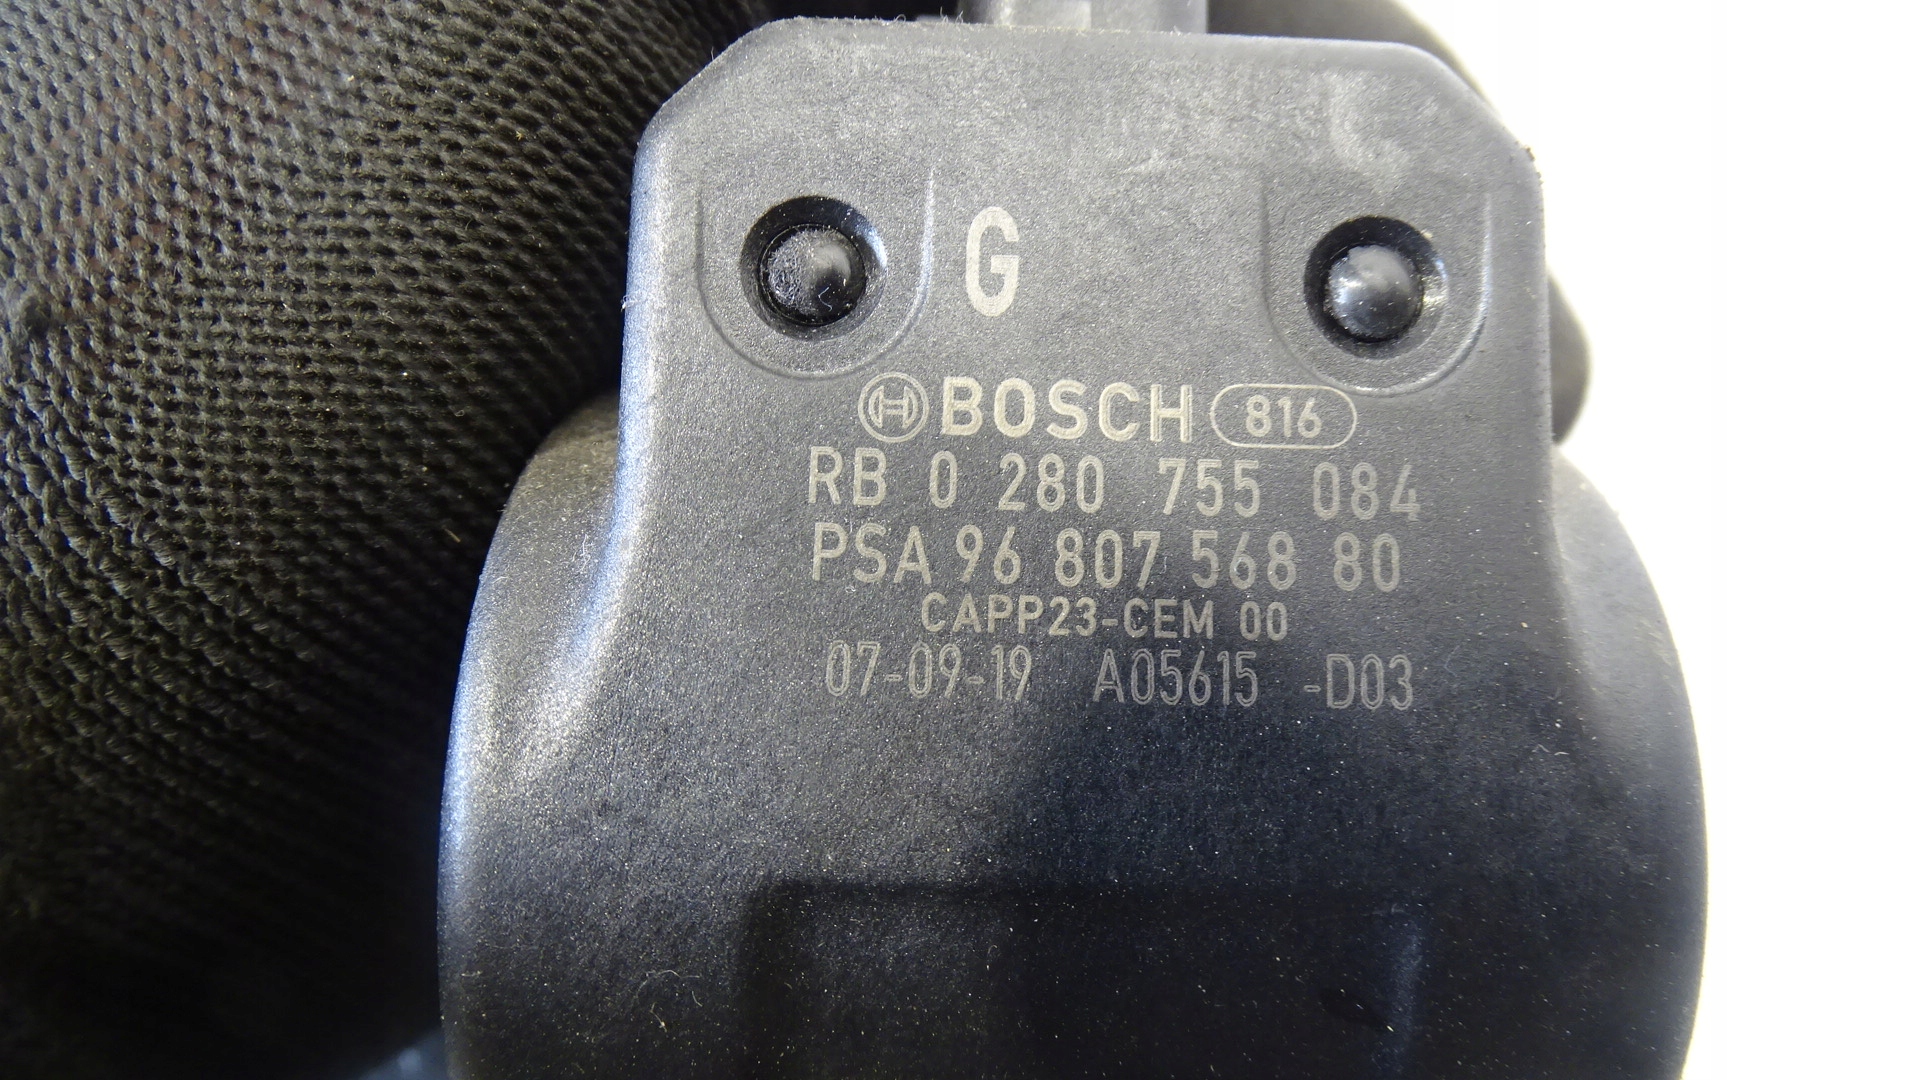 G
BOSCH 816
RB 0 280 755 084
PSA 96 807 568 80
CAPP23-CEM 00
07-09-19 A05615 -D03